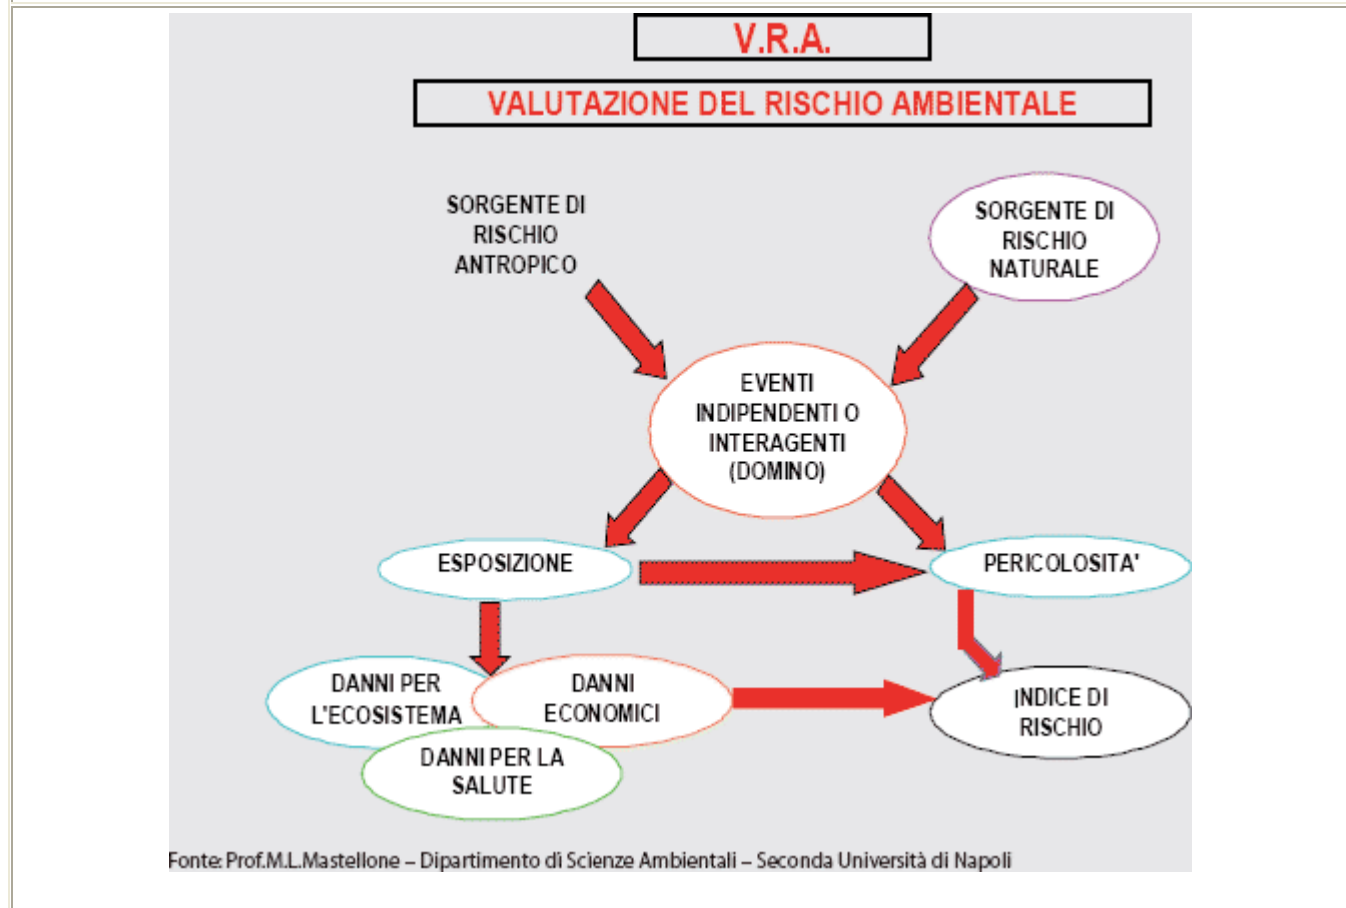 V.R.A.
VALUTAZIONE DEL RISCHIO AMBIENTALE
SORGENTE DI
RISCHIO
ANTROPICO
SORGENTE DI
RISCHIO
NATURALE
EVENTI
INDIPENDENTI O
INTERAGENTI
(DOMINO)
ESPOSIZIONE
PERICOLOSITA'
DANNI PER
L'ECOSISTEMA
DANNI
ECONOMICI
INDICE DI
RISCHIO
DANNI PER LA
SALUTE
Fonte: Prof.M.L.Mastellone – Dipartimento di Scienze Ambientali – Seconda Università di Napoli